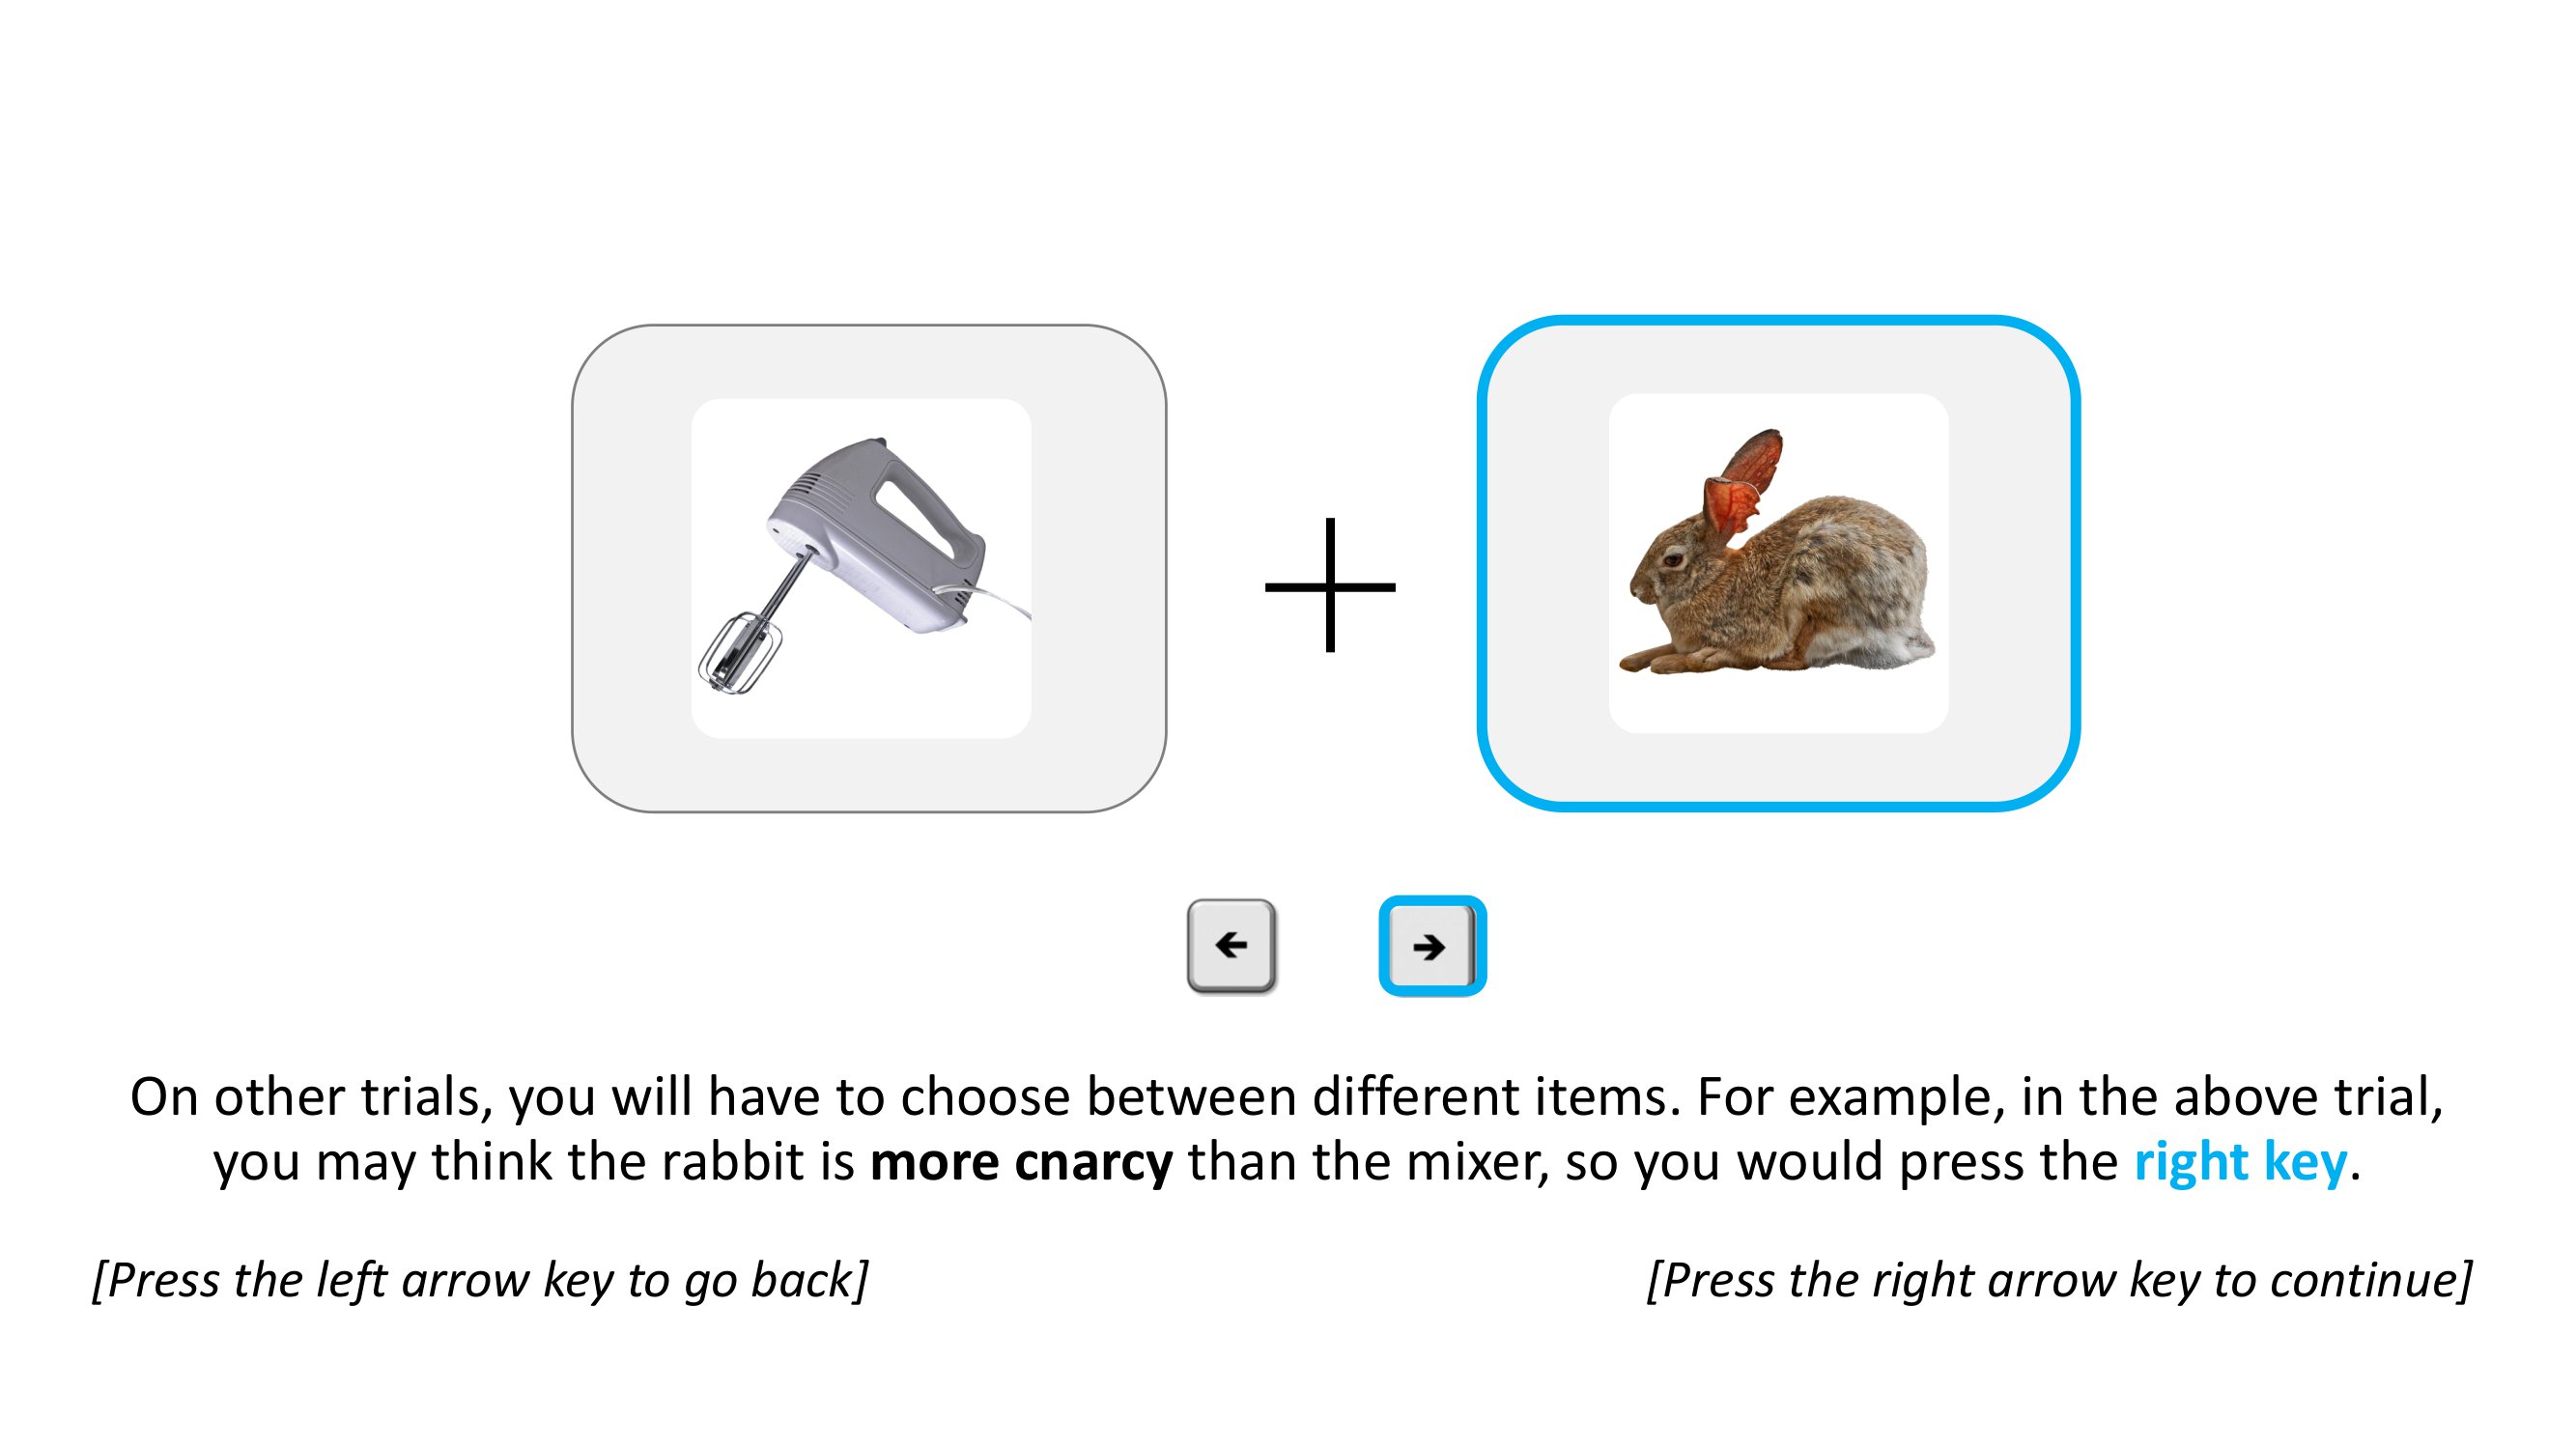 On other trials, you will have to choose between different items. For example, in the above trial,
you may think the rabbit is more cnarcy than the mixer, so you would press the right key.
[Press the left arrow key to go back]
[Press the right arrow key to continue]